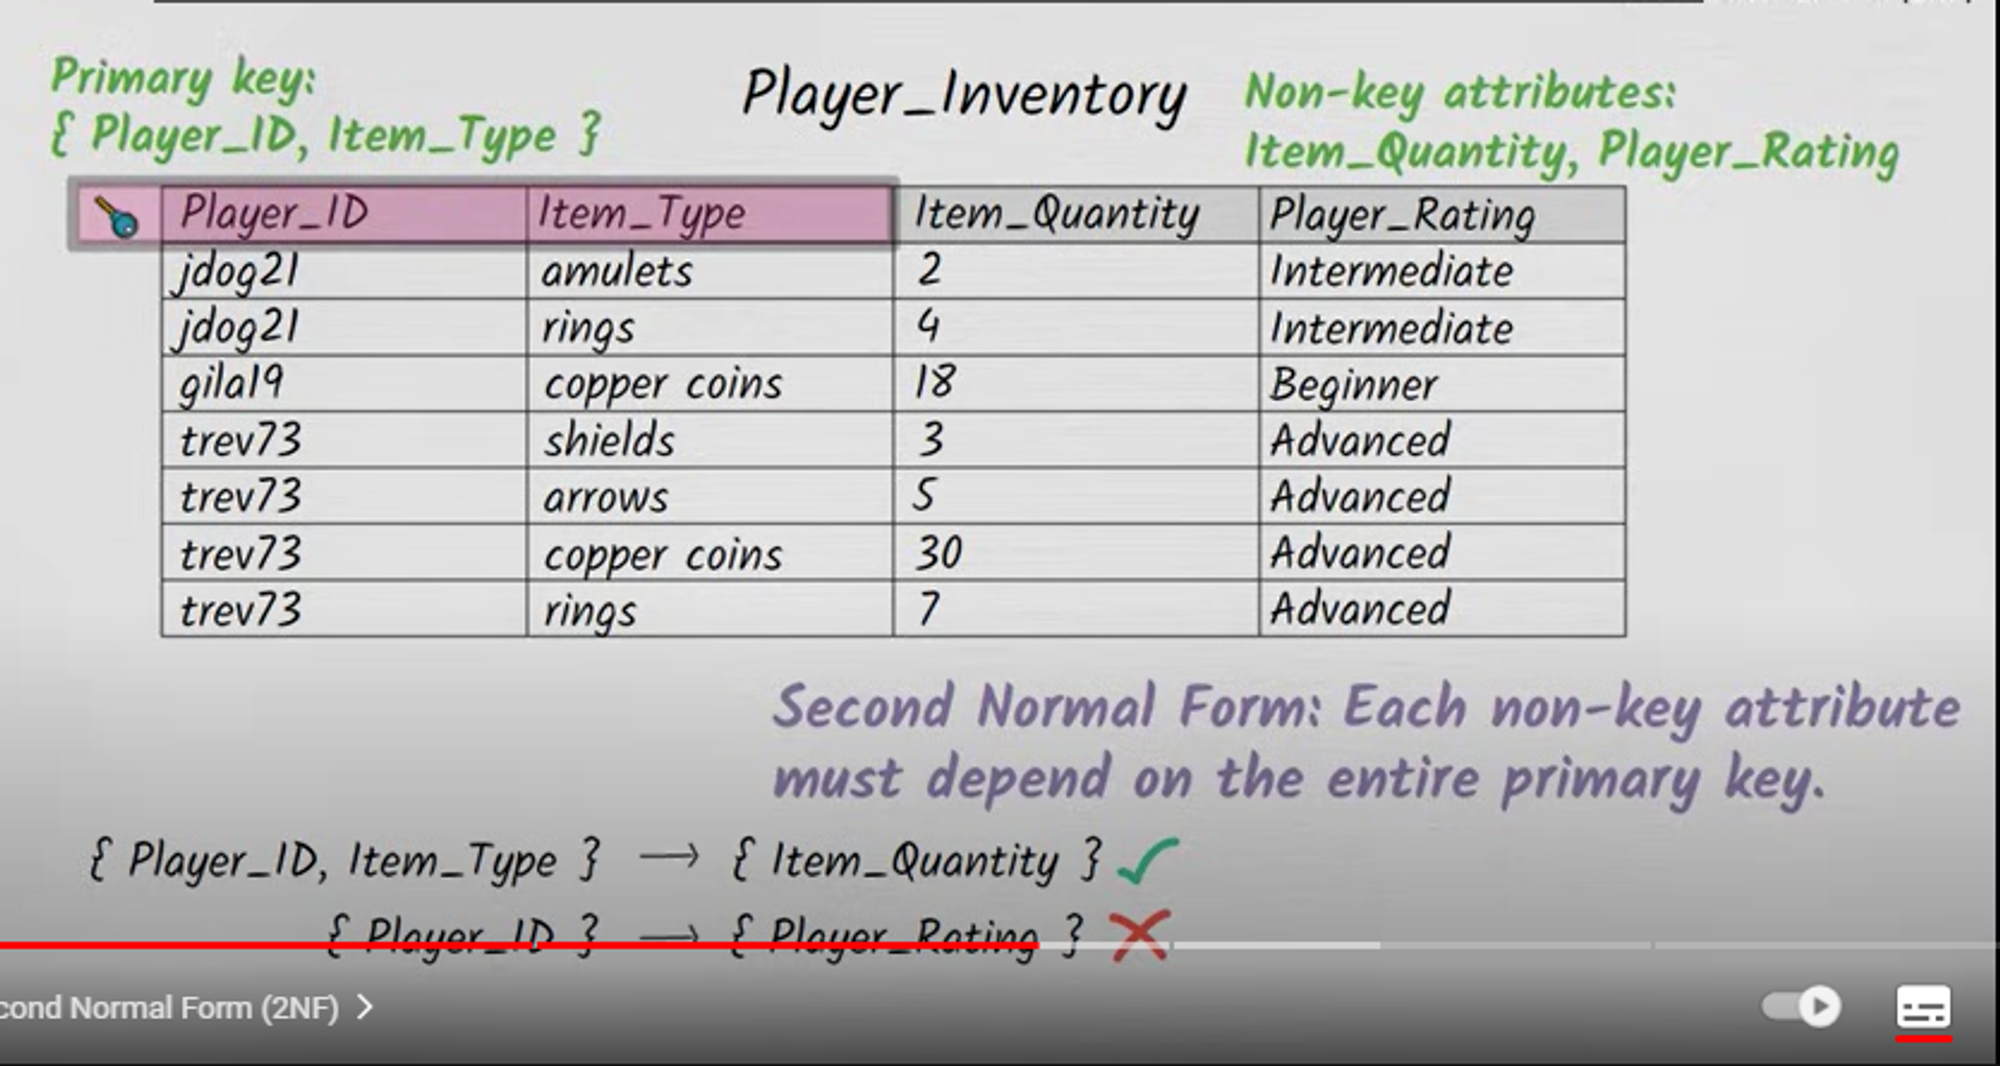 Primary key:
{ Player_ID, Item_Type }
Player_Inventory
Non-key attributes:
Item_Quantity, Player_Rating
Player_ID Item_Type Item_Quantity Player_Rating
jdog21 amulets 2 Intermediate
jdog21 rings 4 Intermediate
gila19 copper coins 18 Beginner
trev73 shields 3 Advanced
trev73 arrows 5 Advanced
trev73 copper coins 30 Advanced
trev73 rings 7 Advanced
Second Normal Form: Each non-key attribute
must depend on the entire primary key.
{ Player_ID, Item_Type } → { Item_Quantity } ✓
{ Player_ID } → { Player_Rating } ✗
cond Normal Form (2NF) >